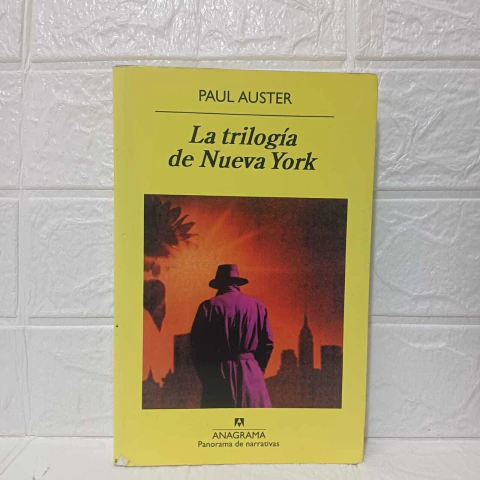 PAUL AUSTER
La trilogía
de Nueva York
ANAGRAMA
Panorama de narrativas